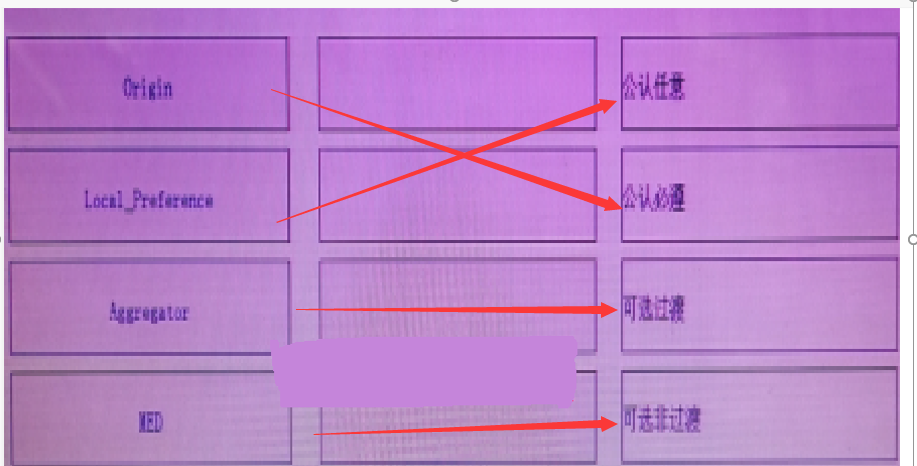 Origin
公认任意
Local_Preference
公认必遵
Aggregator
可选过渡
MED
可选非过渡